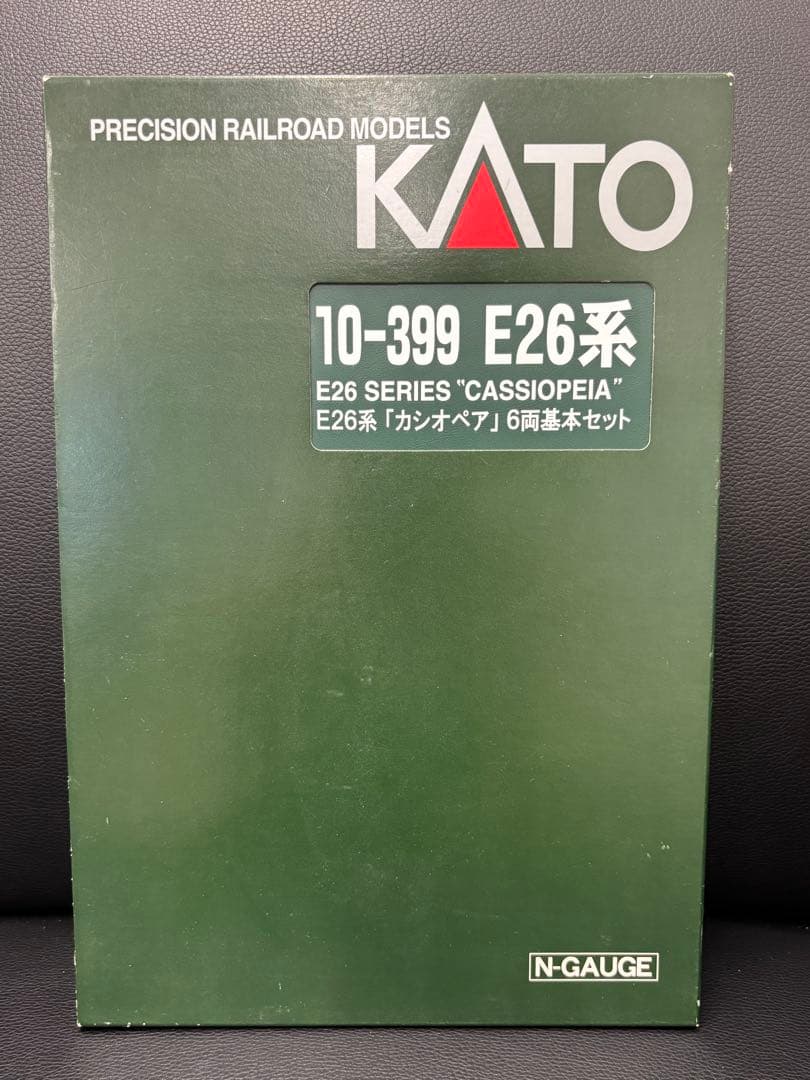 PRECISION RAILROAD MODELS
KATO
10-399 E26系
E26 SERIES "CASSIOPEIA"
E26系「カシオペア」6両基本セット
N-GAUGE